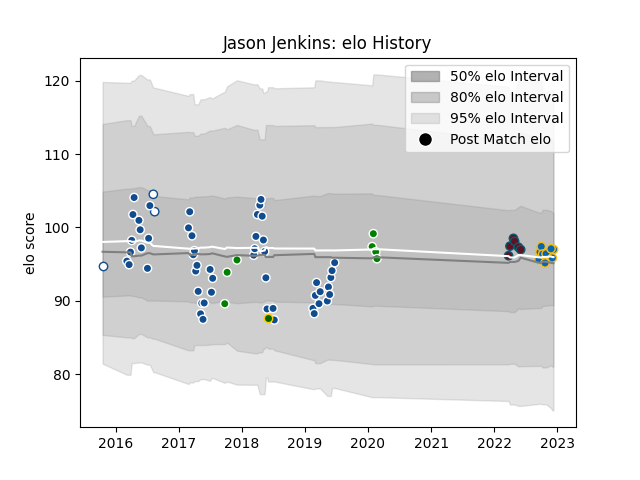 Jason Jenkins: elo History
50% elo Interval
80% elo Interval
95% elo Interval
Post Match elo
elo score
120
110
100
90
80
2016 2017 2018 2019 2020 2021 2022 2023